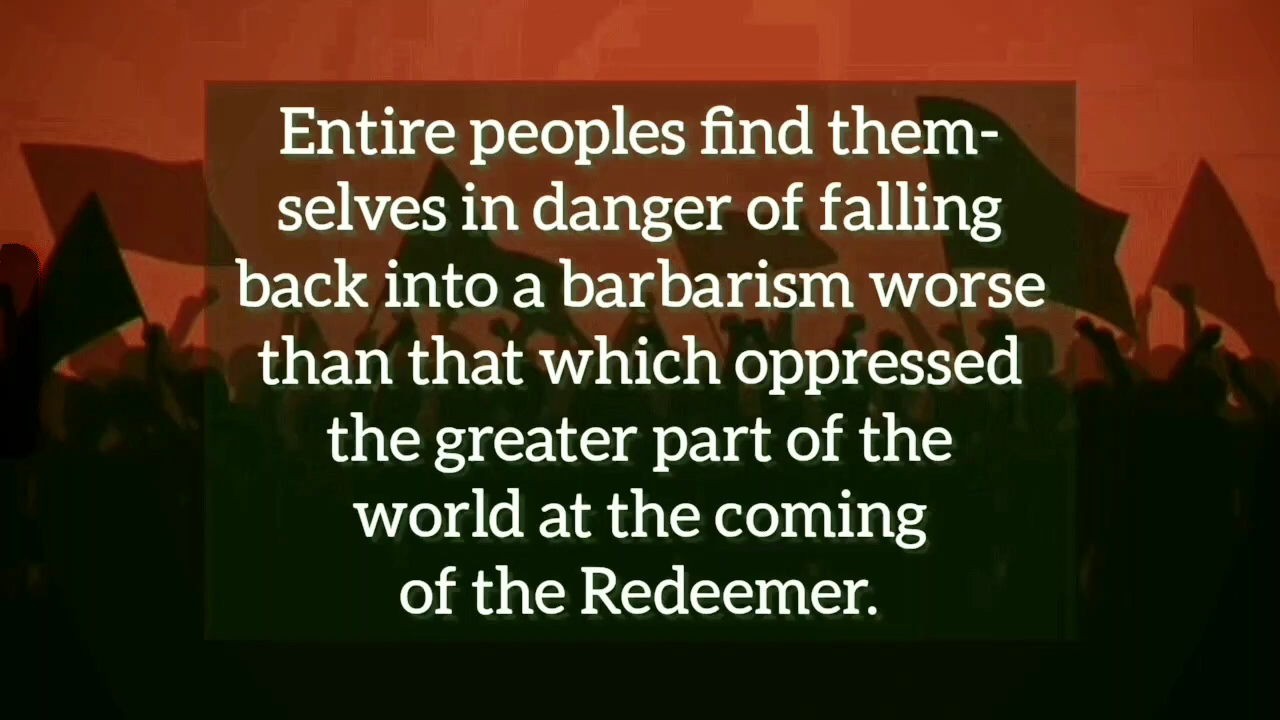 Entire peoples find them-
selves in danger of falling
back into a barbarism worse
than that which oppressed
the greater part of the
world at the coming
of the Redeemer.